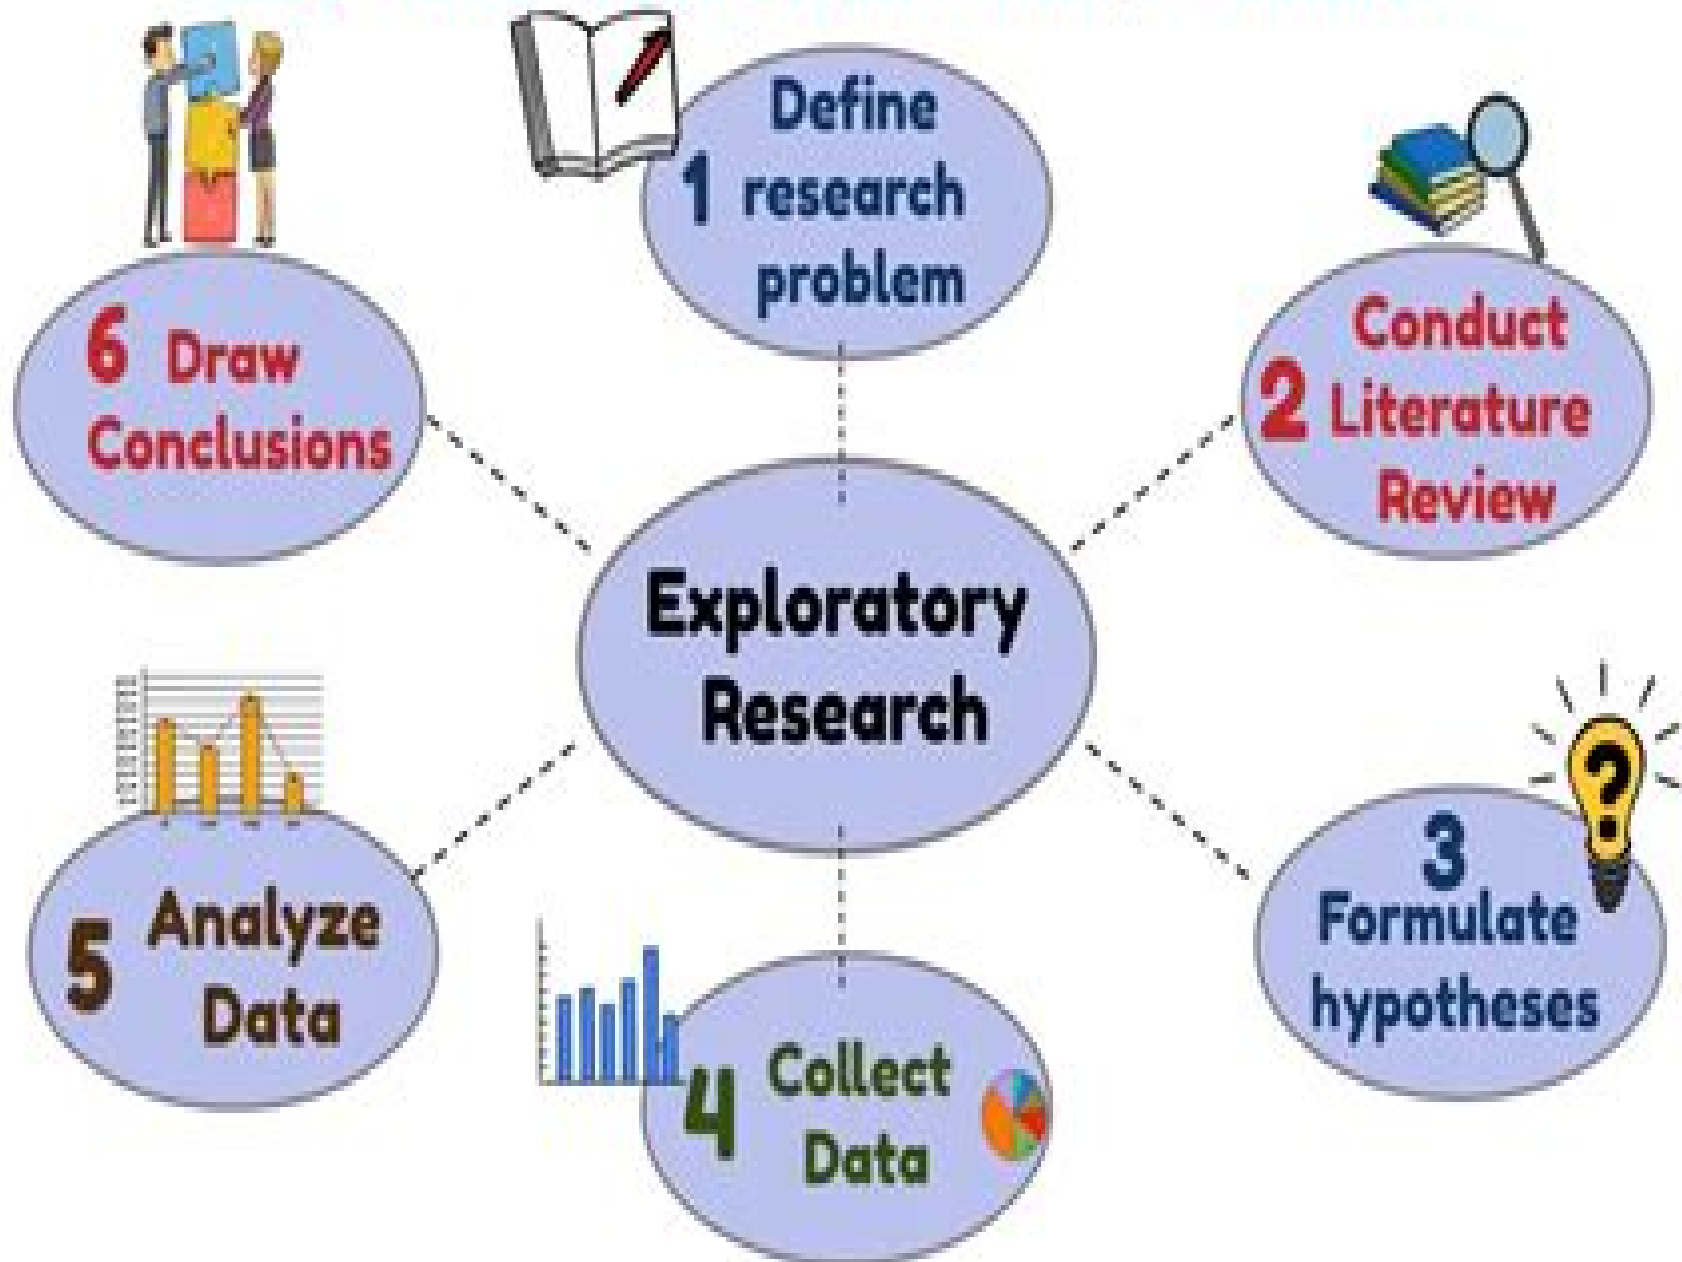 Define
1 research
problem
Conduct
2 Literature
Review
3
Formulate
hypotheses
4 Collect
Data
5 Analyze
Data
6 Draw
Conclusions
Exploratory
Research